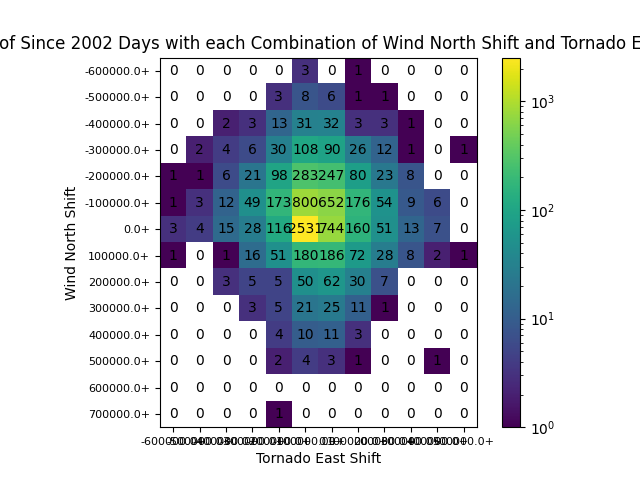 of Since 2002 Days with each Combination of Wind North Shift and Tornado E
-600000.0+ 0 0 0 0 0 3 0 1 0 0 0 0
-500000.0+ 0 0 0 0 3 8 6 1 1 0 0 0
-400000.0+ 0 0 2 3 13 31 32 3 3 1 0 0
-300000.0+ 0 2 4 6 30 108 90 26 12 1 0 1
-200000.0+ 1 1 6 21 98 283 247 80 23 8 0 0
-100000.0+ 1 3 12 49 173 800 652 176 54 9 6 0
0.0+ 3 4 15 28 116 2531 744 160 51 13 7 0
100000.0+ 1 0 1 16 51 180 186 72 28 8 2 1
200000.0+ 0 0 3 5 5 50 62 30 7 0 0 0
300000.0+ 0 0 0 3 5 21 25 11 1 0 0 0
400000.0+ 0 0 0 0 4 10 11 3 0 0 0 0
500000.0+ 0 0 0 0 2 4 3 1 0 0 1 0
600000.0+ 0 0 0 0 0 0 0 0 0 0 0 0
700000.0+ 0 0 0 0 1 0 0 0 0 0 0 0
Wind North Shift
Tornado East Shift
10³
10²
10¹
10⁰